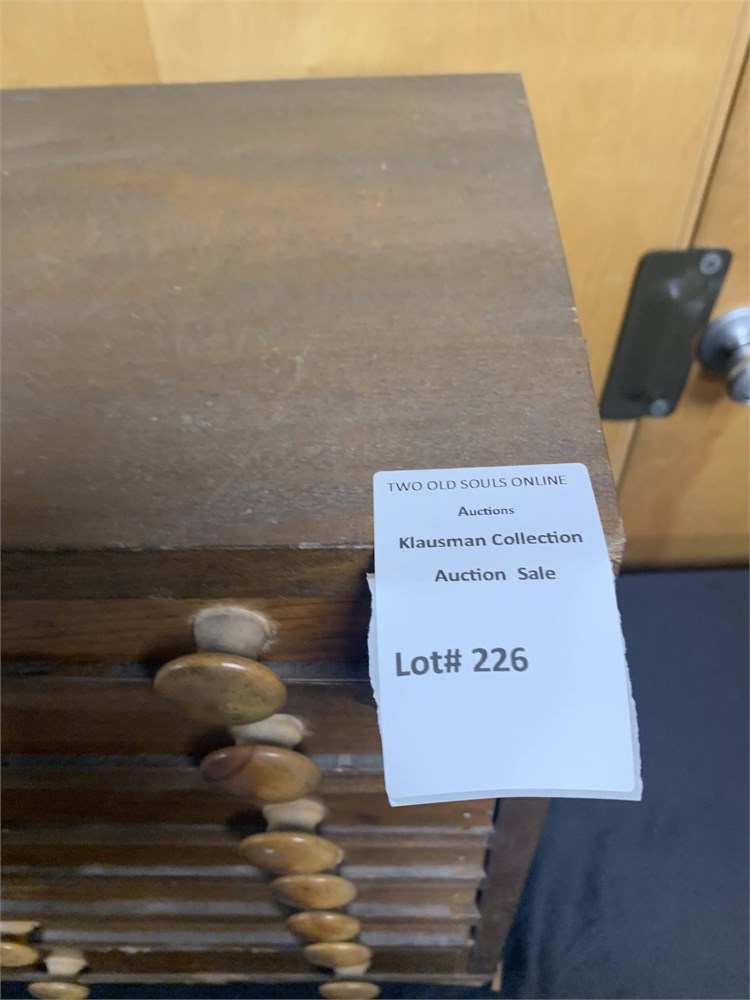 TWO OLD SOULS ONLINE
Auctions
Klausman Collection
Auction Sale
Lot# 226